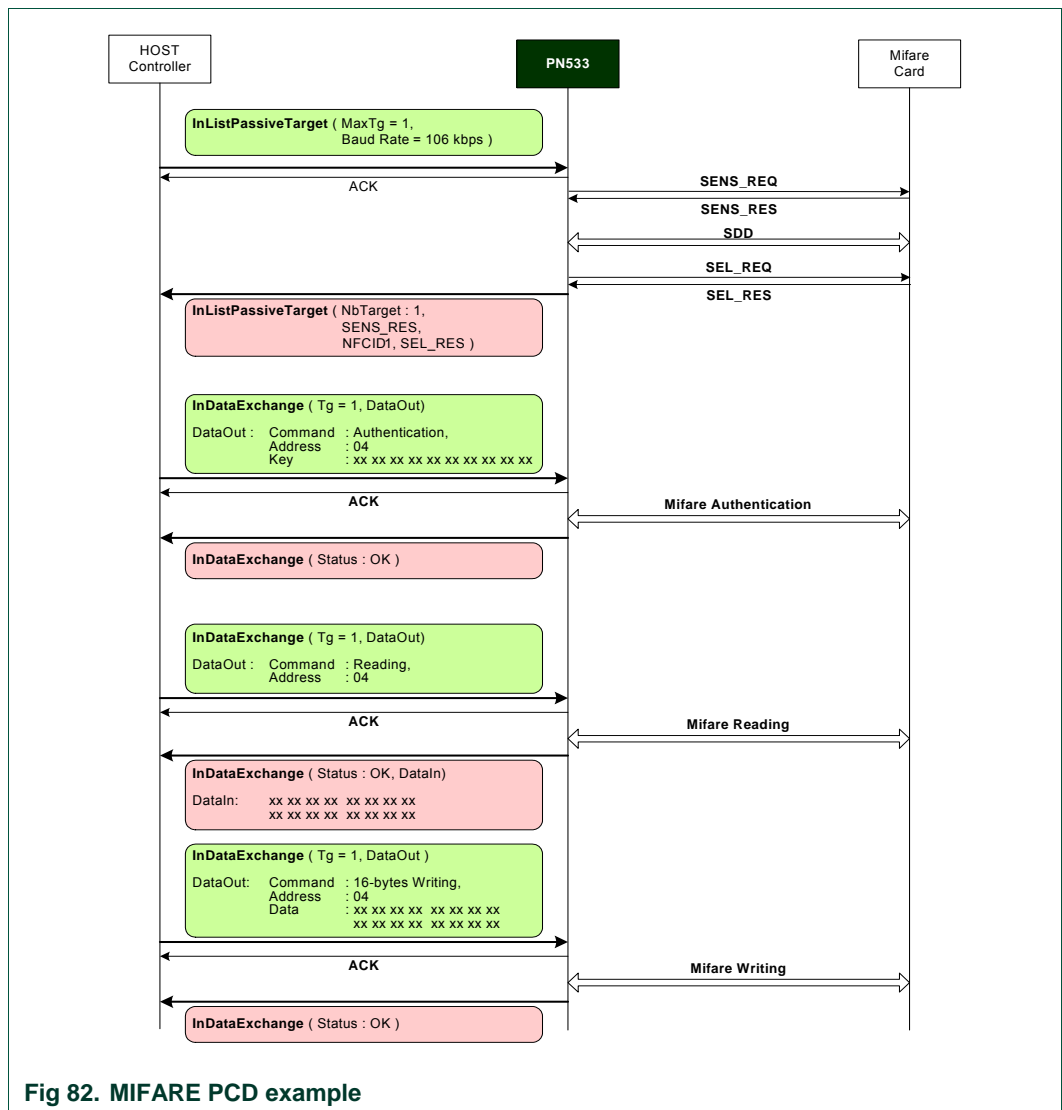 HOST
Controller
PN533
Mifare
Card
InListPassiveTarget ( MaxTg = 1,
Baud Rate = 106 kbps )
ACK
SENS_REQ
SENS_RES
SDD
SEL_REQ
SEL_RES
InListPassiveTarget ( NbTarget : 1,
SENS_RES,
NFCID1, SEL_RES )
InDataExchange ( Tg = 1, DataOut)
DataOut : Command : Authentication,
Address : 04
Key : xx xx xx xx xx xx xx xx xx xx
ACK
Mifare Authentication
InDataExchange ( Status : OK )
InDataExchange ( Tg = 1, DataOut)
DataOut : Command : Reading,
Address : 04
ACK
Mifare Reading
InDataExchange ( Status : OK, DataIn)
DataIn: xx xx xx xx xx xx xx xx
xx xx xx xx xx xx xx xx
InDataExchange ( Tg = 1, DataOut )
DataOut: Command : 16-bytes Writing,
Address : 04
Data : xx xx xx xx xx xx xx xx
xx xx xx xx xx xx xx xx
ACK
Mifare Writing
InDataExchange ( Status : OK )
Fig 82. MIFARE PCD example